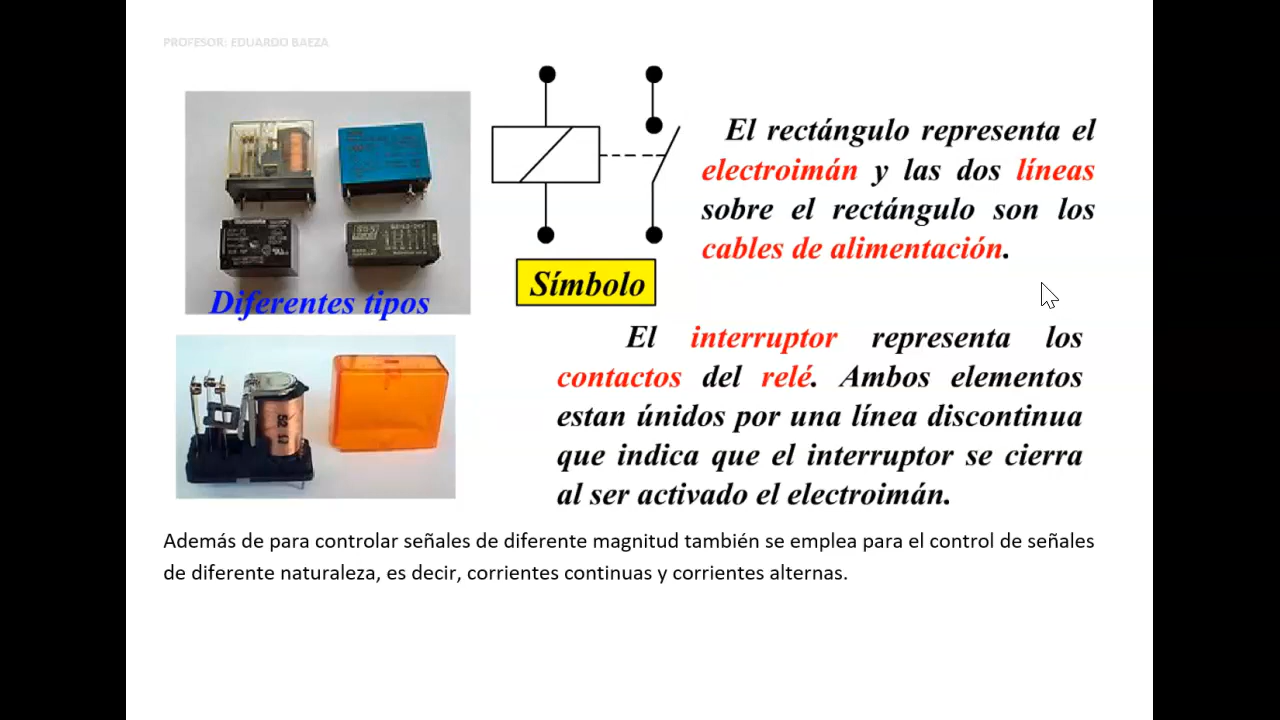 PROFESOR: EDUARDO BAEZA
El rectángulo representa el
electroimán y las dos líneas
sobre el rectángulo son los
cables de alimentación.
Símbolo
Diferentes tipos
El interruptor representa los
contactos del relé. Ambos elementos
estan únidos por una línea discontinua
que indica que el interruptor se cierra
al ser activado el electroimán.
Además de para controlar señales de diferente magnitud también se emplea para el control de señales
de diferente naturaleza, es decir, corrientes continuas y corrientes alternas.